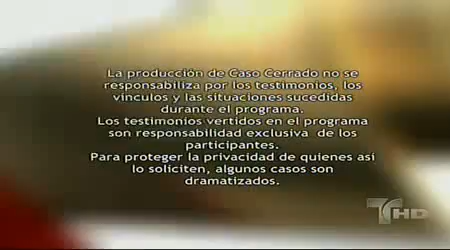 La producción de Caso Cerrado no se
responsabiliza por los testimonios, los
vínculos y las situaciones sucedidas
durante el programa.
Los testimonios vertidos en el programa
son responsabilidad exclusiva de los
participantes.
Para proteger la privacidad de quienes así
lo soliciten, algunos casos son
dramatizados.
T HD